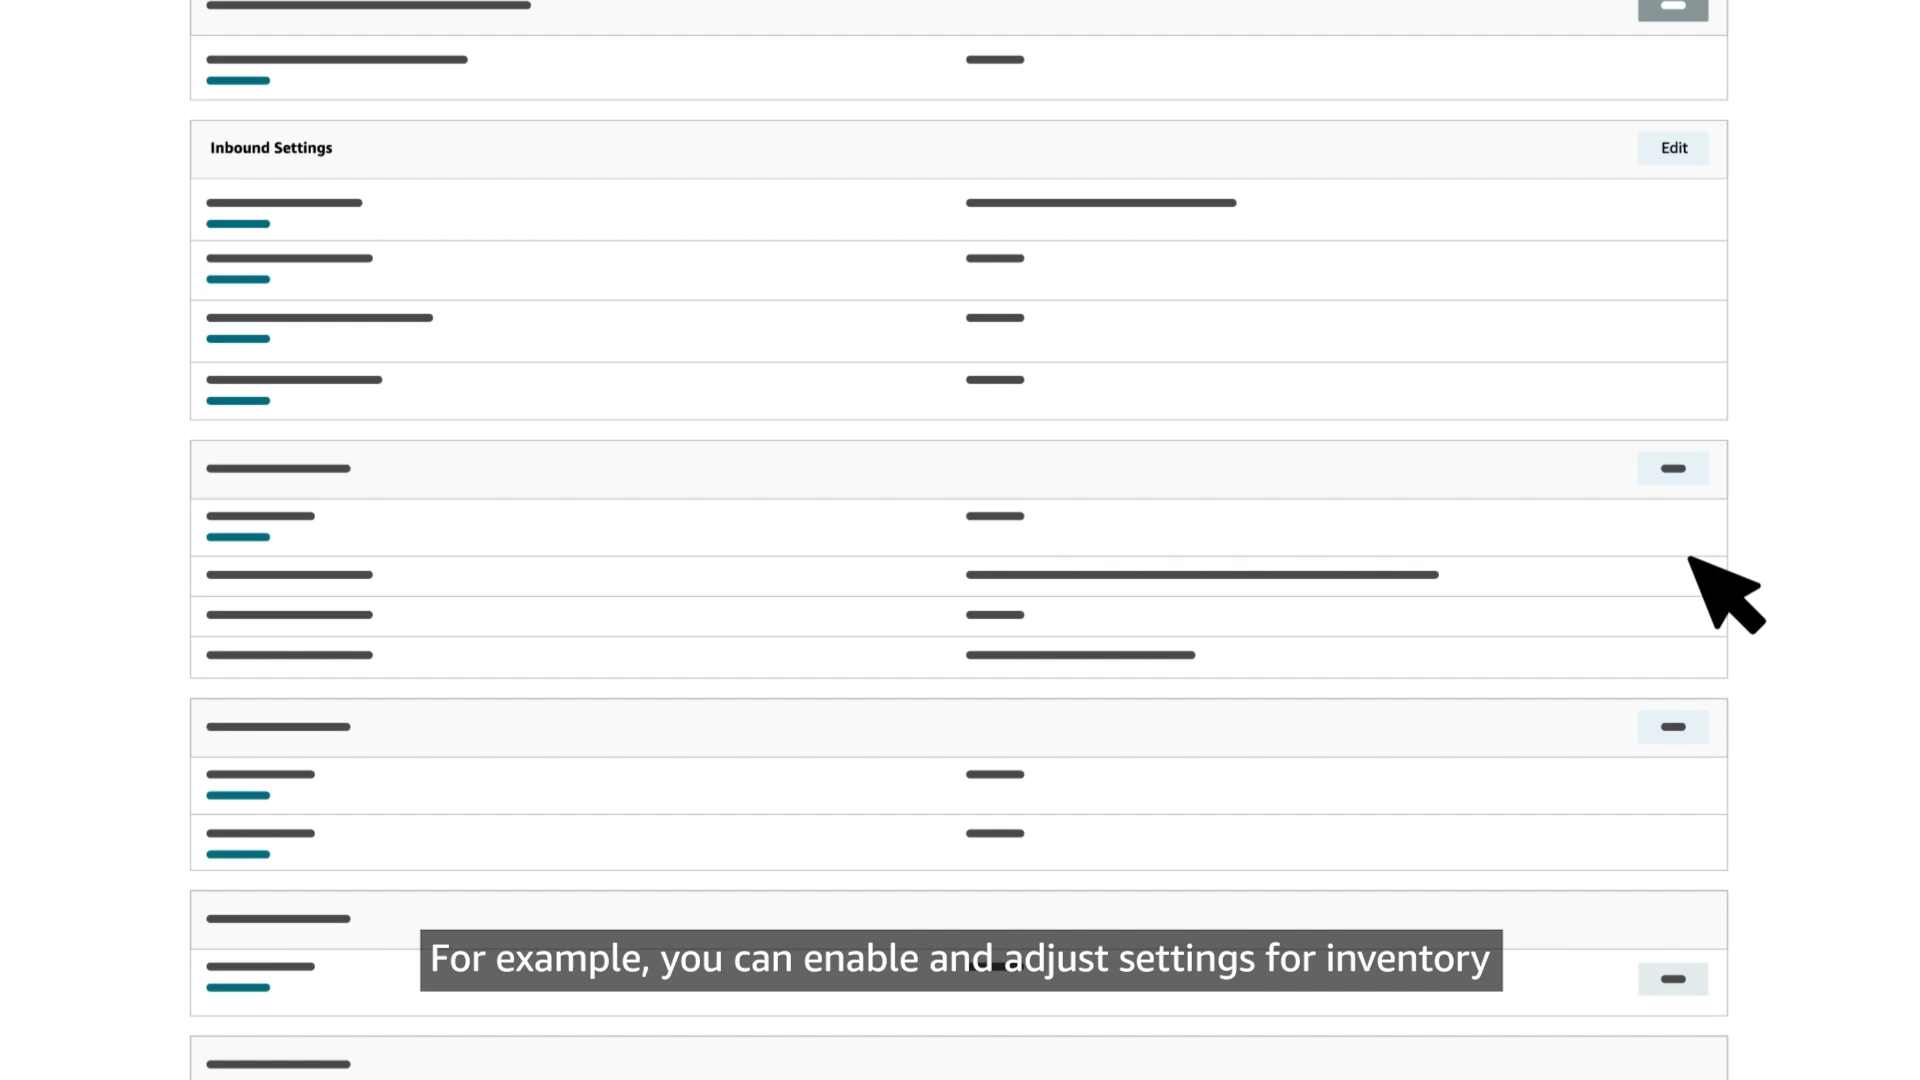 Inbound Settings
Edit
For example, you can enable and adjust settings for inventory